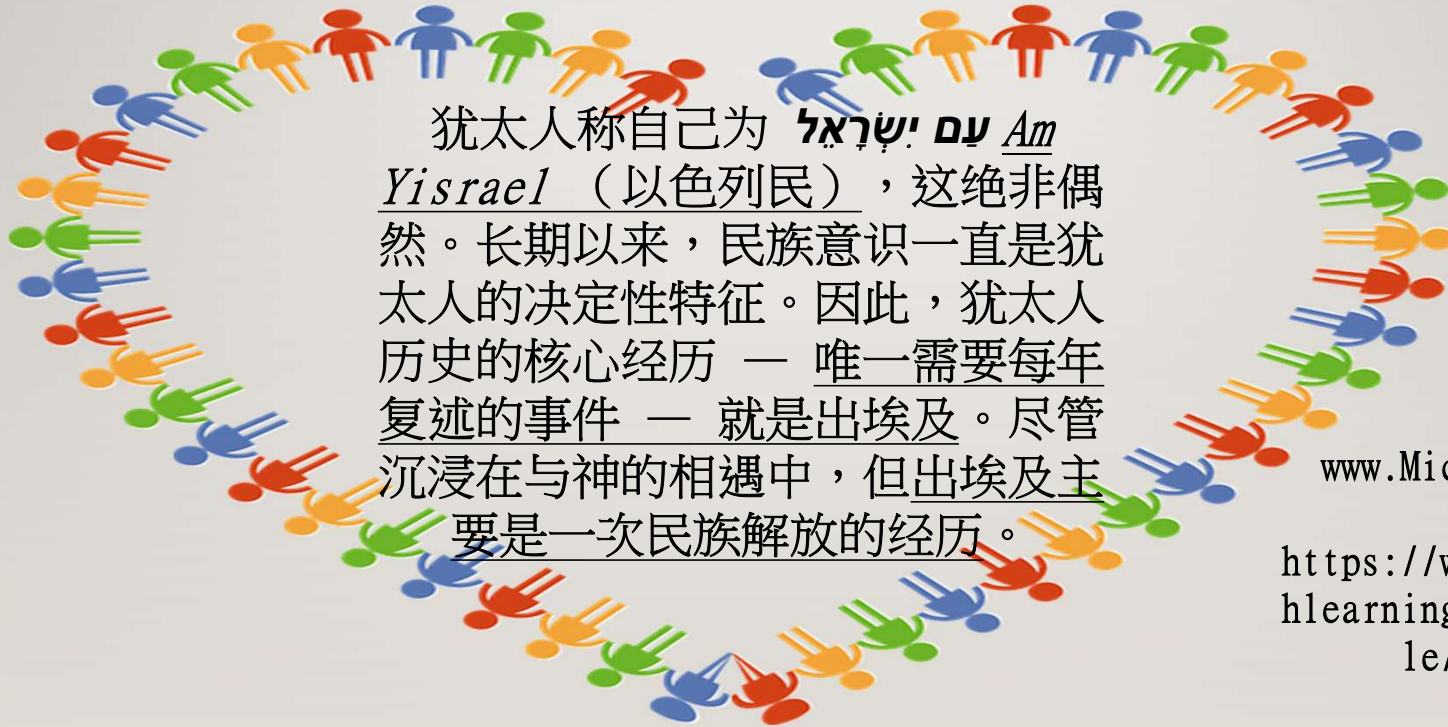 犹太人称自己为 עַם יִשְׂרָאֵל Am
Yisrael （以色列民），这绝非偶
然。长期以来，民族意识一直是犹
太人的决定性特征。因此，犹太人
历史的核心经历 — 唯一需要每年
复述的事件 — 就是出埃及。尽管
沉浸在与神的相遇中，但出埃及主
要是一次民族解放的经历。
www.Mic
https://w
hlearning
le/